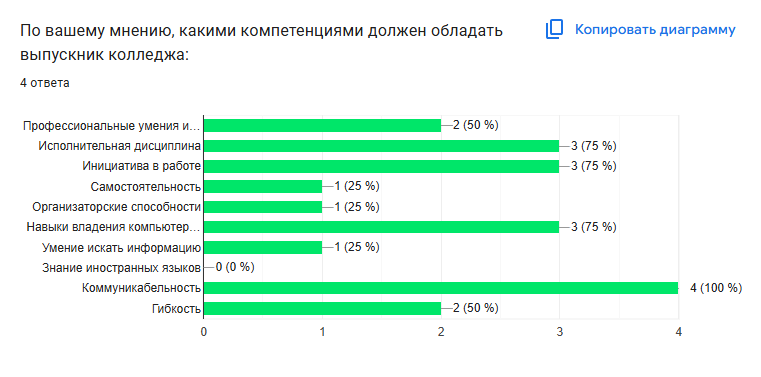 По вашему мнению, какими компетенциями должен обладать
выпускник колледжа:
Копировать диаграмму
4 ответа
Профессиональные умения и… 2 (50 %)
Исполнительная дисциплина 3 (75 %)
Инициатива в работе 3 (75 %)
Самостоятельность 1 (25 %)
Организаторские способности 1 (25 %)
Навыки владения компьютер… 3 (75 %)
Умение искать информацию 1 (25 %)
Знание иностранных языков 0 (0 %)
Коммуникабельность 4 (100 %)
Гибкость 2 (50 %)
0 1 2 3 4